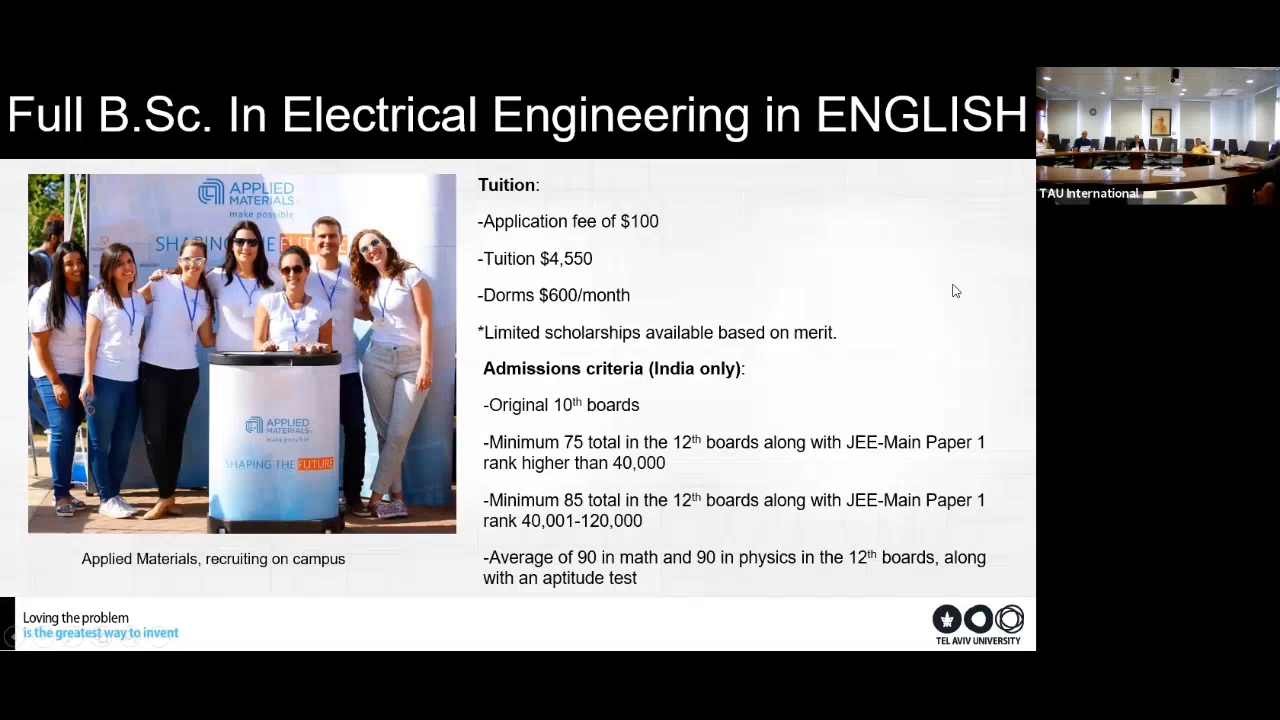 Full B.Sc. In Electrical Engineering in ENGLISH
TAU International
APPLIED
MATERIALS
make possible
SHAPING THE FUTURE
APPLIED
MATERIALS
make possible
SHAPING THE FUTURE
Applied Materials, recruiting on campus
Tuition:
-Application fee of $100
-Tuition $4,550
-Dorms $600/month
*Limited scholarships available based on merit.
Admissions criteria (India only):
-Original 10th boards
-Minimum 75 total in the 12th boards along with JEE-Main Paper 1
rank higher than 40,000
-Minimum 85 total in the 12th boards along with JEE-Main Paper 1
rank 40,001-120,000
-Average of 90 in math and 90 in physics in the 12th boards, along
with an aptitude test
Loving the problem
is the greatest way to invent
TEL AVIV UNIVERSITY